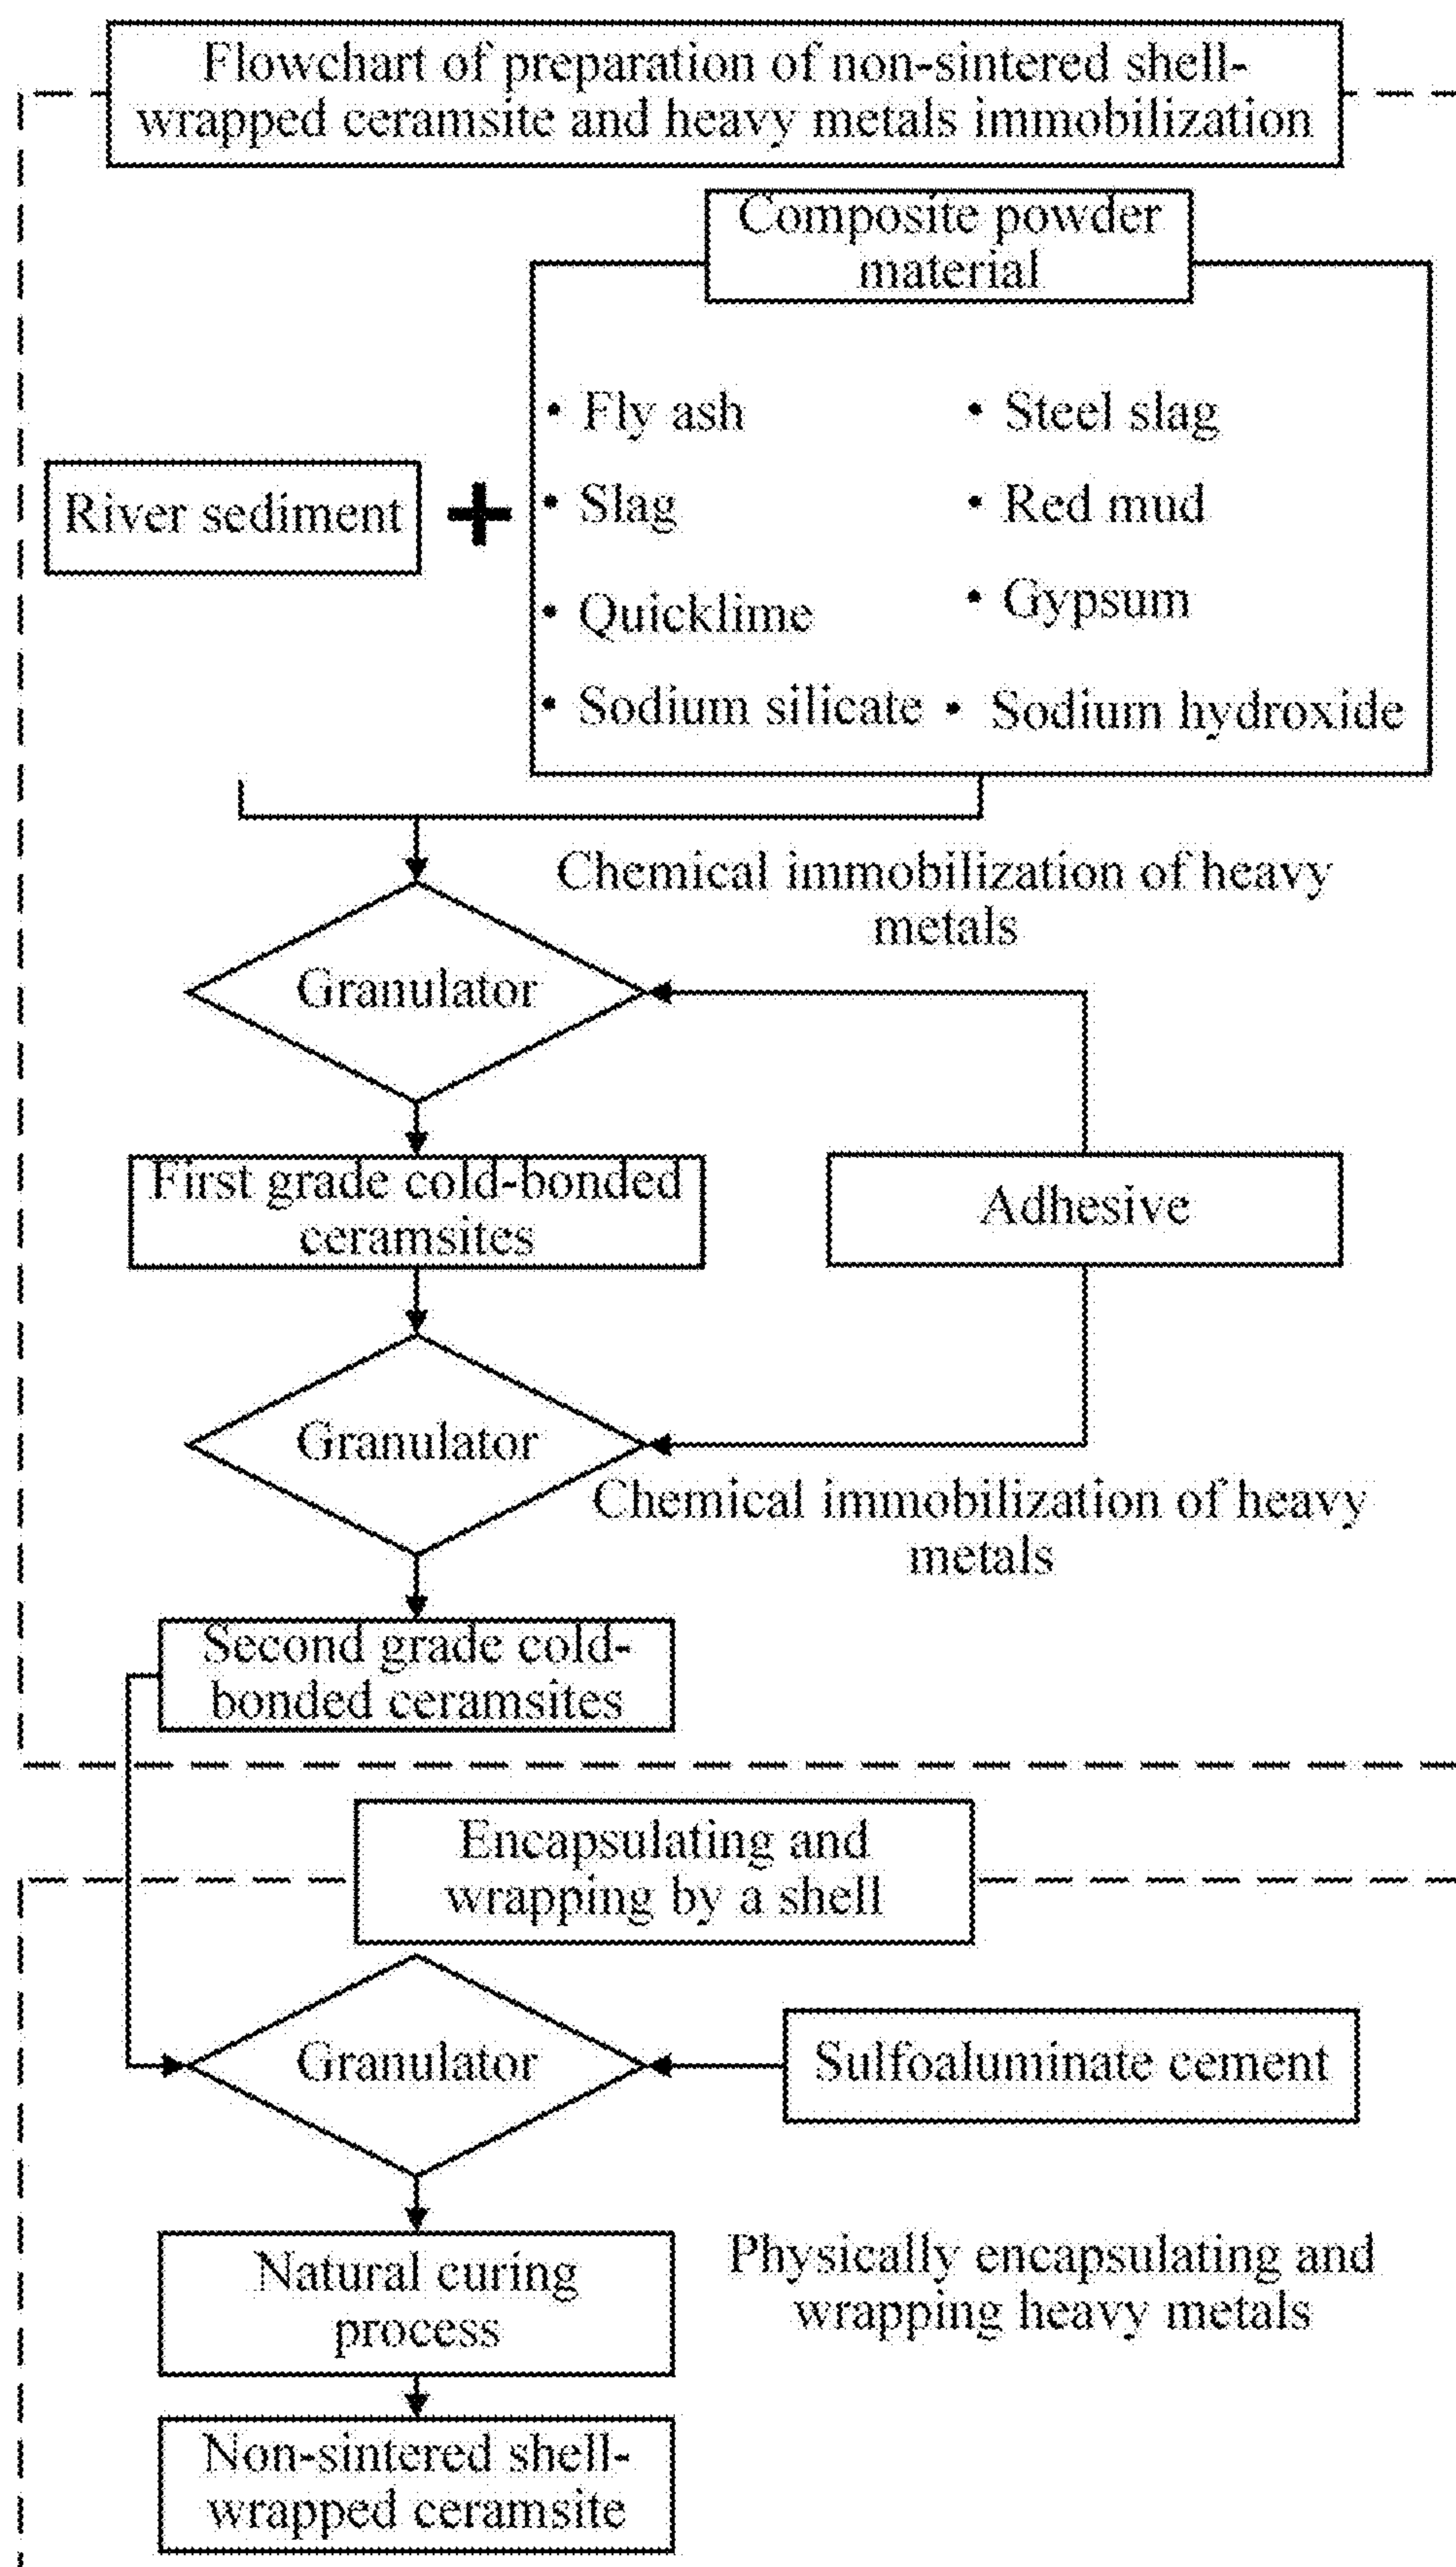 Flowchart of preparation of non-sintered shell-
wrapped ceramsite and heavy metals immobilization
Composite powder
material
River sediment
+
• Fly ash
• Steel slag
• Slag
• Red mud
• Quicklime
• Gypsum
• Sodium silicate
• Sodium hydroxide
Chemical immobilization of heavy
metals
Granulator
First grade cold-bonded
ceramsites
Adhesive
Granulator
Chemical immobilization of heavy
metals
Second grade cold-
bonded ceramsites
Encapsulating and
wrapping by a shell
Granulator
Sulfoaluminate cement
Natural curing
process
Physically encapsulating and
wrapping heavy metals
Non-sintered shell-
wrapped ceramsite